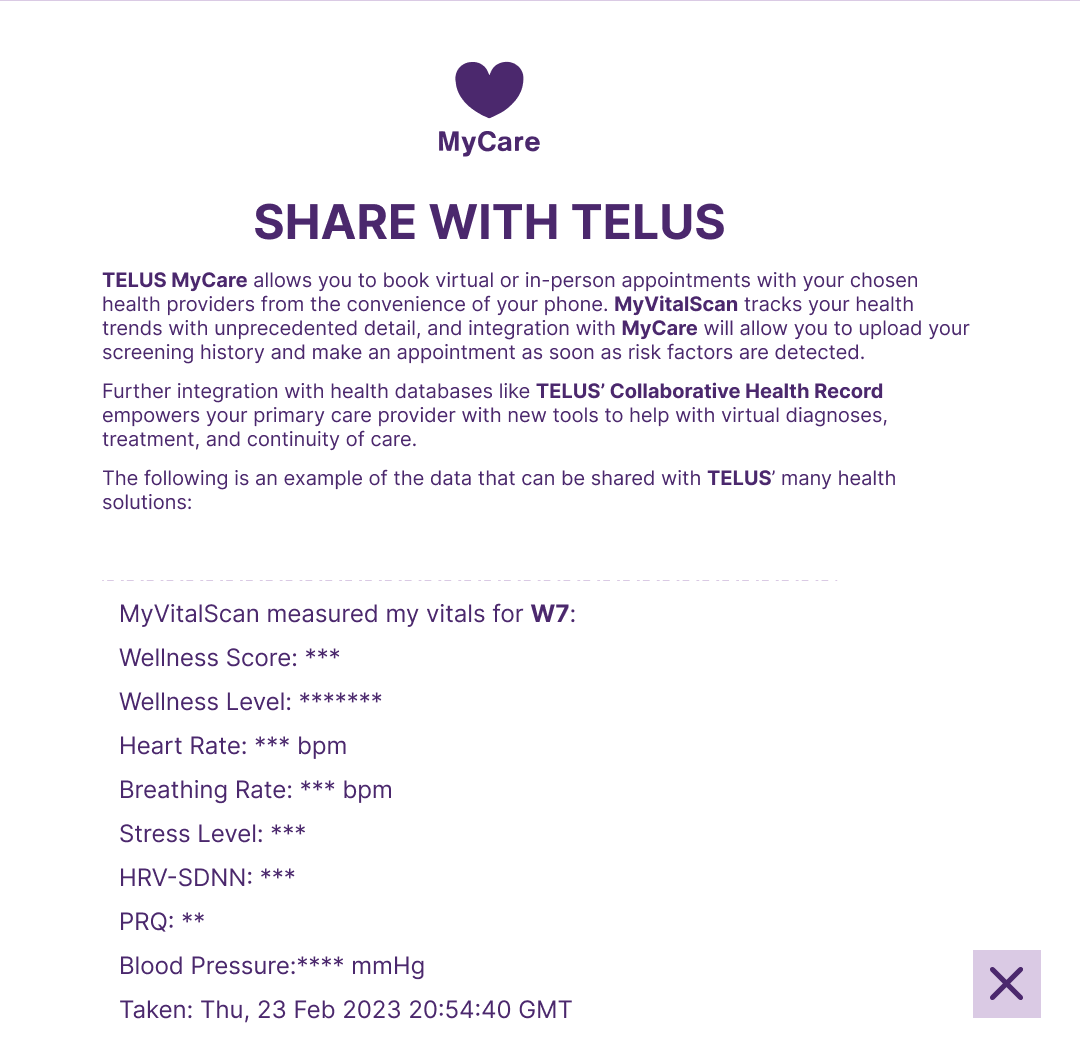 MyCare
SHARE WITH TELUS
TELUS MyCare allows you to book virtual or in-person appointments with your chosen
health providers from the convenience of your phone. MyVitalScan tracks your health
trends with unprecedented detail, and integration with MyCare will allow you to upload your
screening history and make an appointment as soon as risk factors are detected.
Further integration with health databases like TELUS’ Collaborative Health Record
empowers your primary care provider with new tools to help with virtual diagnoses,
treatment, and continuity of care.
The following is an example of the data that can be shared with TELUS’ many health
solutions:
MyVitalScan measured my vitals for W7:
Wellness Score: ***
Wellness Level: *******
Heart Rate: *** bpm
Breathing Rate: *** bpm
Stress Level: ***
HRV-SDNN: ***
PRQ: **
Blood Pressure:**** mmHg
Taken: Thu, 23 Feb 2023 20:54:40 GMT